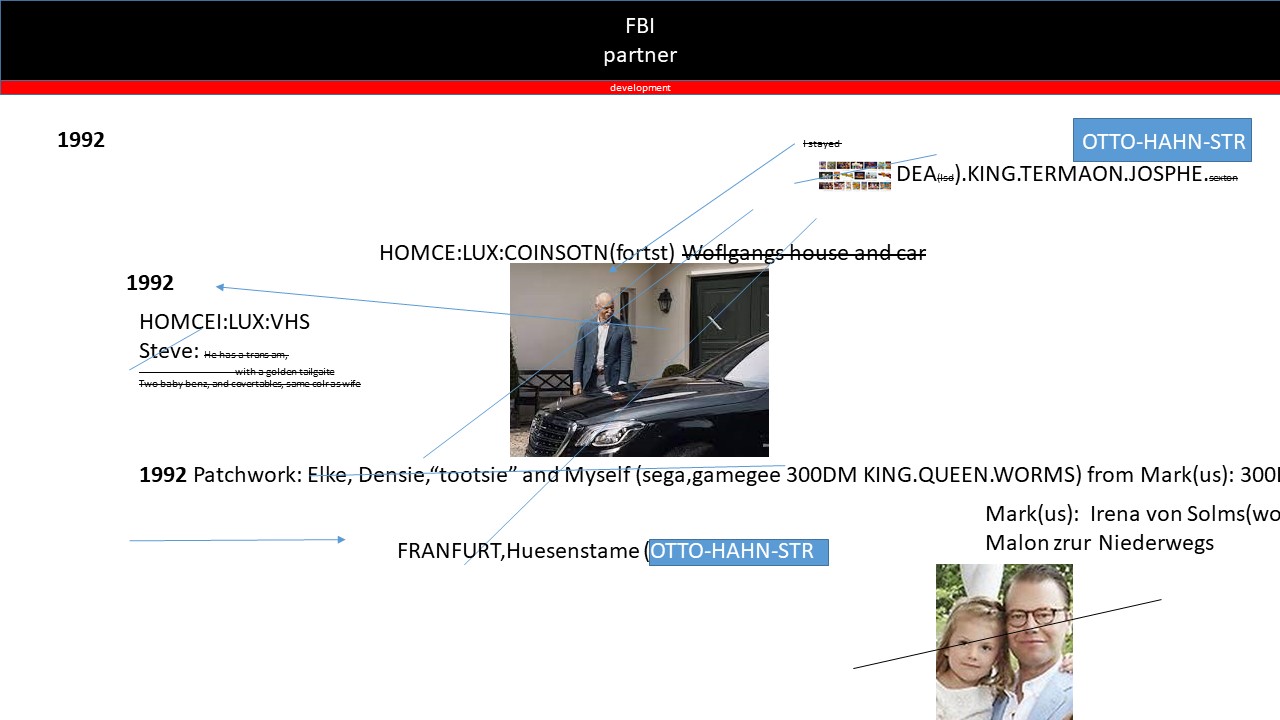 FBI
partner
development
1992
I stayed
OTTO-HAHN-STR
DEA(lsd).KING.TERMAON.JOSPHE.sexton
HOMCE:LUX:COINSOTN(fortst) Woflgangs house and car
1992
HOMCEI:LUX:VHS
Steve: He has a trans am,
with a golden tailgaite
Two baby benz, and covertables, same colr as wife
1992 Patchwork: Elke, Densie,“tootsie” and Myself (sega,gamegee 300DM KING.QUEEN.WORMS) from Mark(us): 300
Mark(us): Irena von Solms(wo
Malon zrur Niederwegs
FRANFURT,Huesenstame (OTTO-HAHN-STR